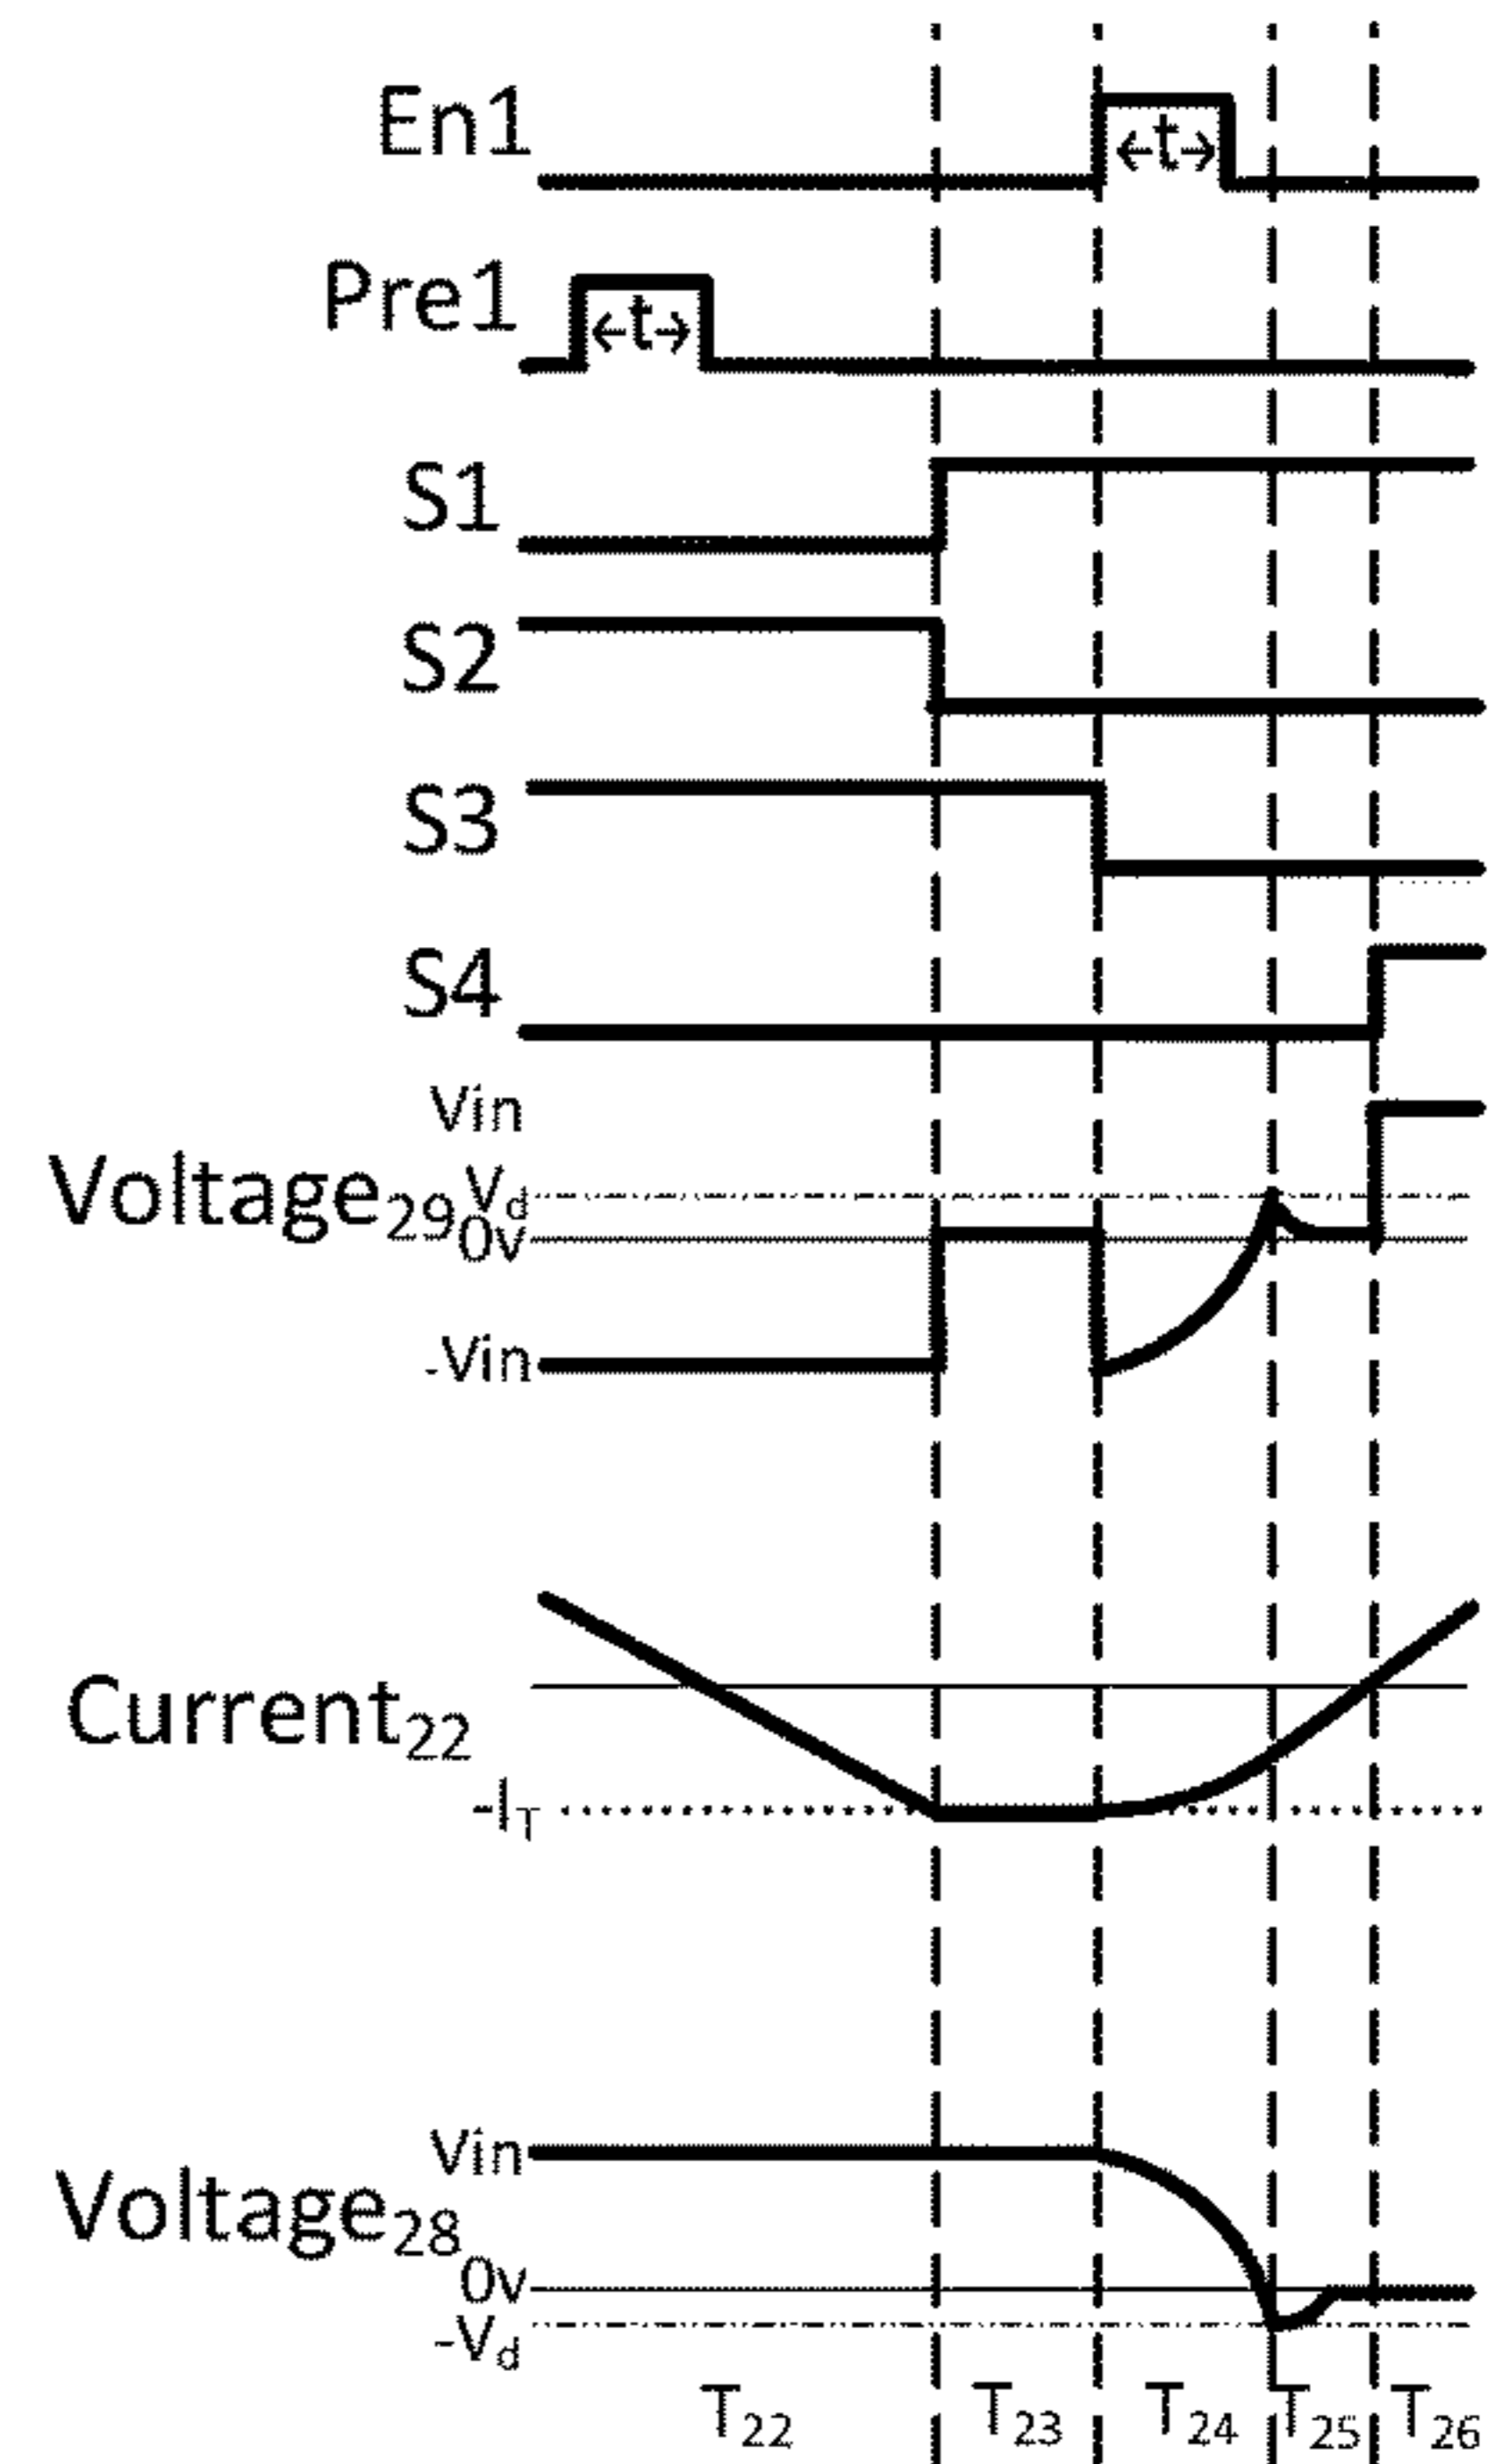 En1
←t→
Pre1
←t→
S1
S2
S3
S4
Vin
Voltage29
Vd
0v
-Vin
Current22
-IT
Vin
Voltage28
0v
-Vd
T22 T23 T24 T25 T26